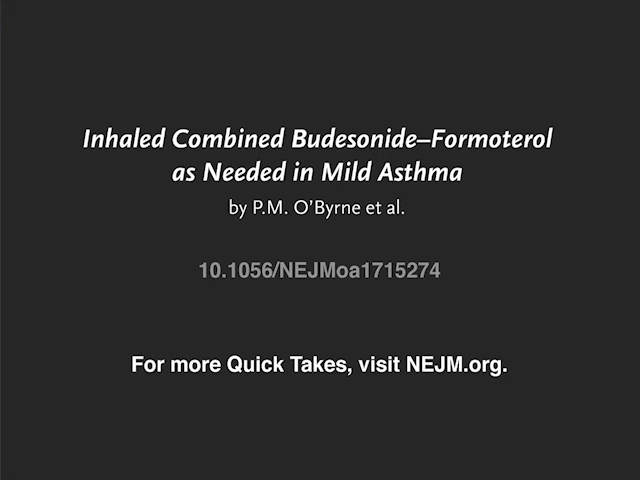 Inhaled Combined Budesonide–Formoterol
as Needed in Mild Asthma
by P.M. O’Byrne et al.
10.1056/NEJMoa1715274
For more Quick Takes, visit NEJM.org.